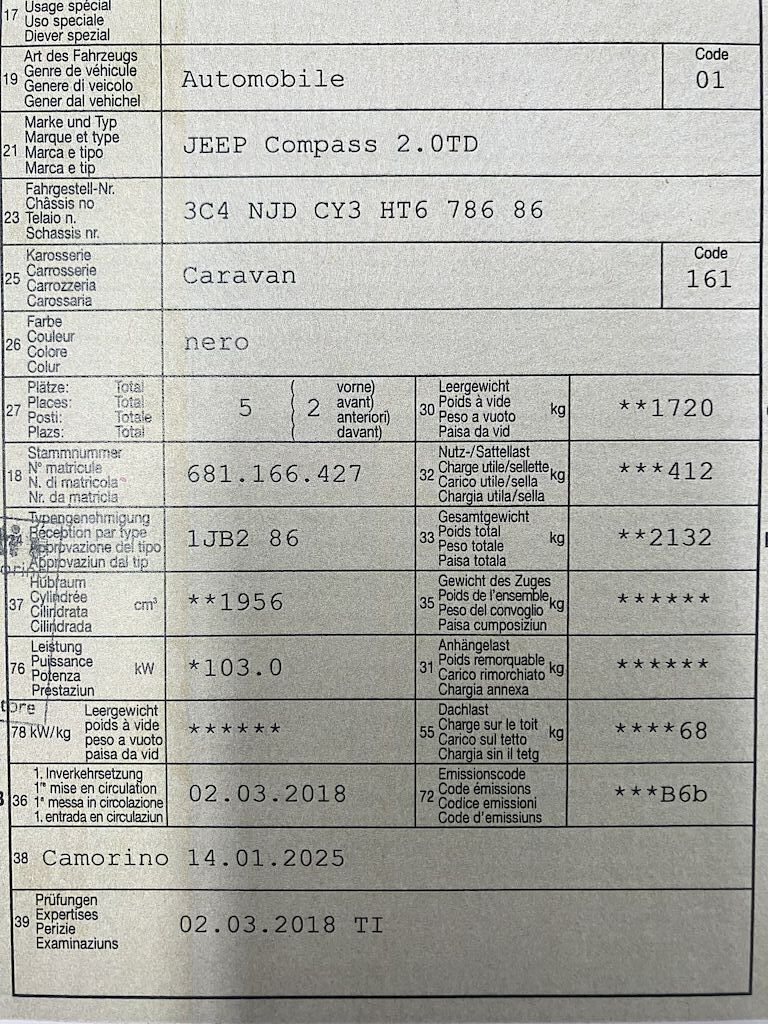 17 Usage spécial
Uso speciale
Diever spezial
19 Art des Fahrzeugs
Genre de véhicule
Genere di veicolo
Gener dal vehichel
Automobile
Code
01
21 Marke und Typ
Marque et type
Marca e tipo
Marca e tip
JEEP Compass 2.0TD
23 Fahrgestell-Nr.
Châssis no
Telaio n.
Schassis nr.
3C4 NJD CY3 HT6 786 86
25 Karosserie
Carrosserie
Carrozzeria
Carossaria
Caravan
Code
161
26 Farbe
Couleur
Colore
Colur
nero
27 Plätze: Total
Places: Total
Posti: Totale
Plazs: Total
5 ( 2 vorne)
avant)
anteriori)
davant)
30 Leergewicht
Poids à vide
Peso a vuoto
Paisa da vid
kg
**1720
18 Stammnummer
N° matricule
N. di matricola
Nr. da matricla
681.166.427
32 Nutz-/Sattellast
Charge utile/sellette
Carico utile/sella
Chargia utila/sella
kg
***412
24 Typengenehmigung
Réception par type
Approvazione del tipo
Approvaziun dal tip
1JB2 86
33 Gesamtgewicht
Poids total
Peso totale
Paisa totala
kg
**2132
37 Hubraum
Cylindrée
Cilindrata
Cilindrada
cm³
**1956
35 Gewicht des Zuges
Poids de l'ensemble
Peso del convoglio
Paisa cumposiziun
kg
******
76 Leistung
Puissance
Potenza
Prestaziun
kW
*103.0
31 Anhängelast
Poids remorquable
Carico rimorchiato
Chargia annexa
kg
******
78 kW/kg
Leergewicht
poids à vide
peso a vuoto
paisa da vid
******
55 Dachlast
Charge sur le toit
Carico sul tetto
Chargia sin il tetg
kg
****68
36 1. Inverkehrsetzung
1re mise en circulation
1a messa in circolazione
1. entrada en circulaziun
02.03.2018
72 Emissionscode
Code émissions
Codice emissioni
Code d'emissiuns
***B6b
38 Camorino 14.01.2025
39 Prüfungen
Expertises
Perizie
Examinaziuns
02.03.2018 TI